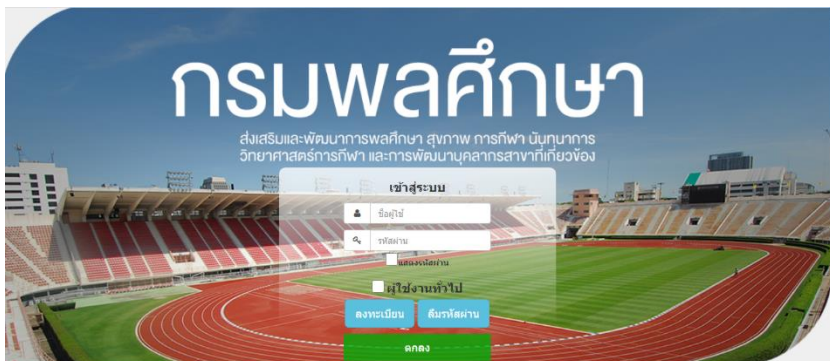 กรมพลศึกษา
ส่งเสริมและพัฒนาการพลศึกษา สุขภาพ การกีฬา นันทนาการ
วิทยาศาสตร์การกีฬา และการพัฒนาบุคลากรสาขาที่เกี่ยวข้อง
เข้าสู่ระบบ
ชื่อผู้ใช้
รหัสผ่าน
แสดงรหัสผ่าน
ผู้ใช้งานทั่วไป
ลงทะเบียน ลืมรหัสผ่าน
ตกลง